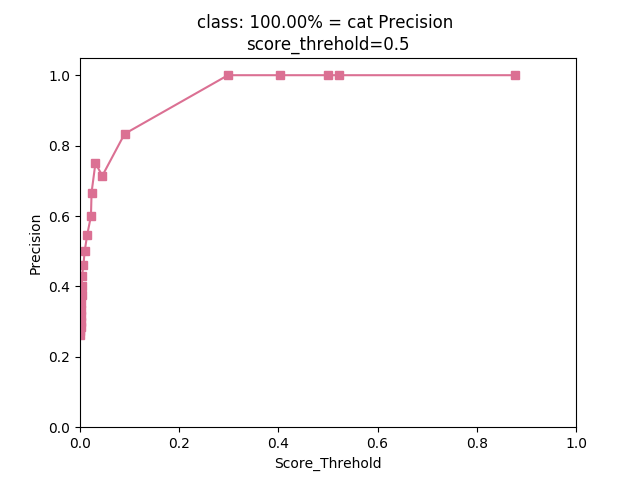 class: 100.00% = cat Precision
score_threhold=0.5
1.0
0.8
0.6
0.4
0.2
0.0
Precision
0.0 0.2 0.4 0.6 0.8 1.0
Score_Threhold